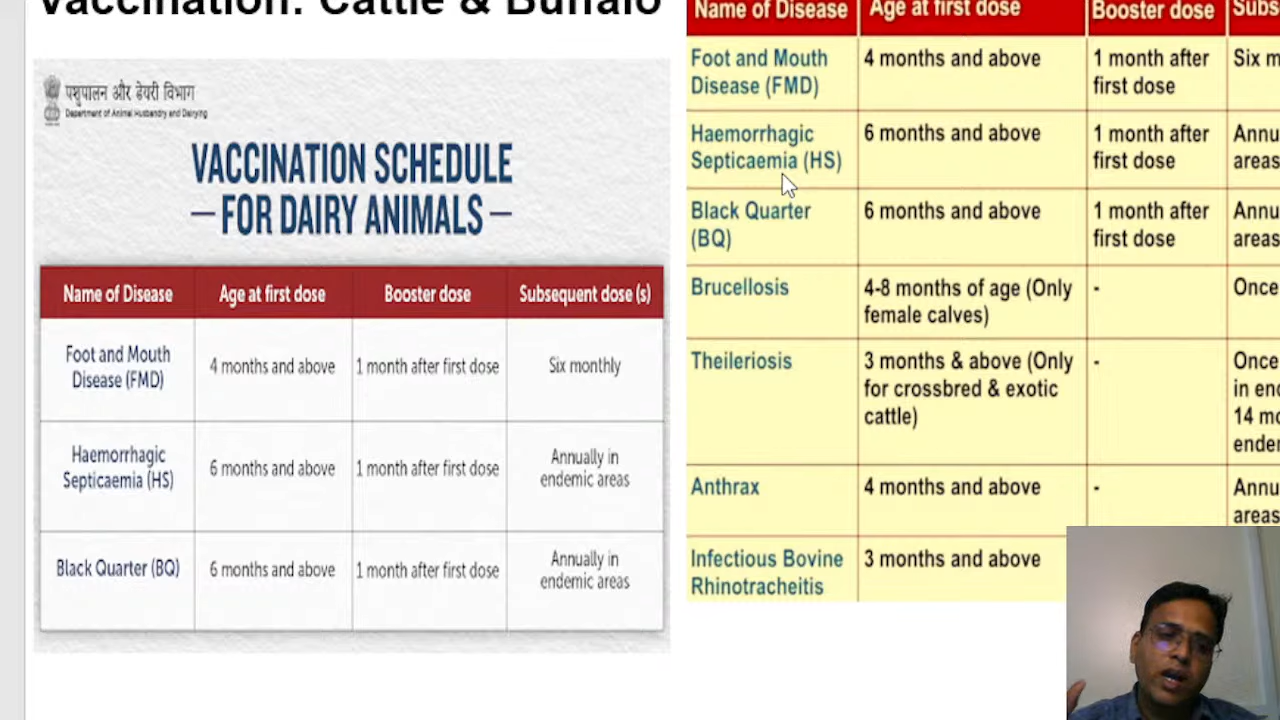 Vaccination: Cattle & Buffalo
पशुपालन और डेयरी विभाग
Department of Animal Husbandry and Dairying
VACCINATION SCHEDULE
—FOR DAIRY ANIMALS—
Name of Disease Age at first dose Booster dose Subsequent dose (s)
Foot and Mouth
Disease (FMD)
4 months and above
1 month after first dose
Six monthly
Haemorrhagic
Septicaemia (HS)
6 months and above
1 month after first dose
Annually in
endemic areas
Black Quarter (BQ)
6 months and above
1 month after first dose
Annually in
endemic areas
Name of Disease Age at first dose Booster dose
Foot and Mouth
Disease (FMD)
4 months and above
1 month after
first dose
Six
Haemorrhagic
Septicaemia (HS)
6 months and above
1 month after
first dose
areas
Black Quarter
(BQ)
6 months and above
1 month after
first dose
areas
Brucellosis
4-8 months of age (Only
female calves)
-
Once
Theileriosis
3 months & above (Only
for crossbred & exotic
cattle)
-
Once
in
14
Anthrax
4 months and above
-
areas
Infectious Bovine
Rhinotracheitis
3 months and above